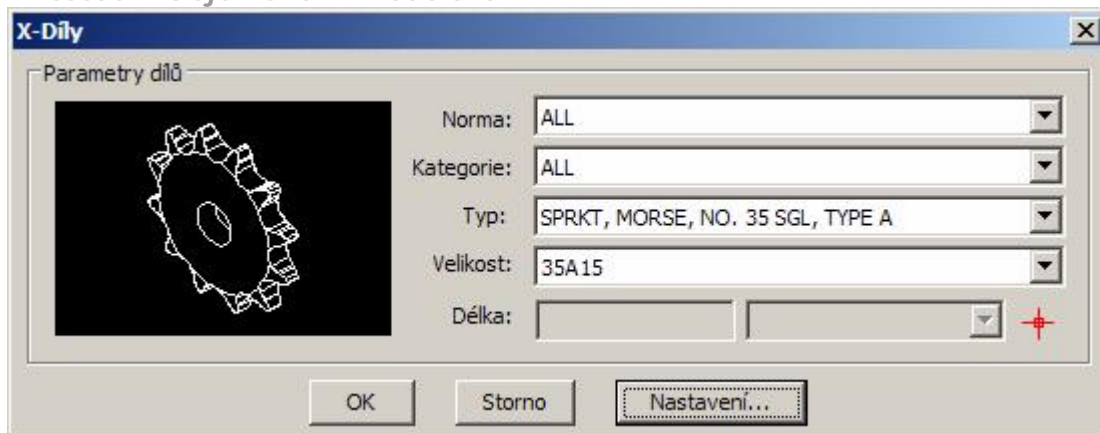 X-Díly
Parametry dílů
Norma: ALL
Kategorie: ALL
Typ: SPRKT, MORSE, NO. 35 SGL, TYPE A
Velikost: 35A15
Délka:
OK Storno Nastavení...